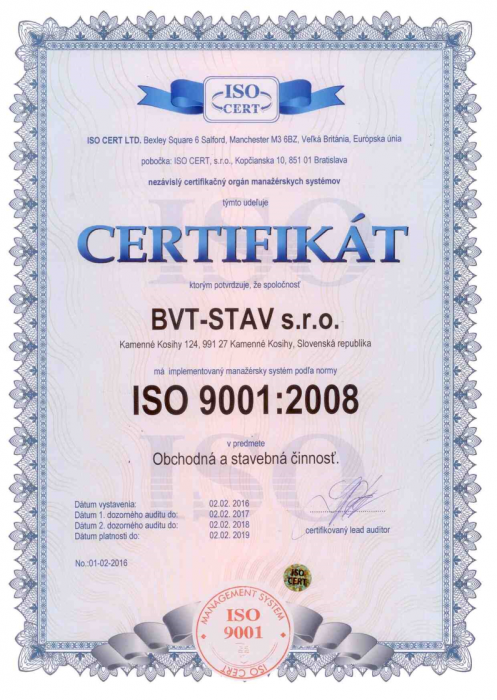 ISO
CERT
ISO CERT LTD. Bexley Square 6 Salford, Manchester M3 6BZ, Veľká Británia, Európska únia
pobočka: ISO CERT, s.r.o., Kopčianska 10, 851 01 Bratislava
nezávislý certifikačný orgán manažérskych systémov
týmto udeľuje
CERTIFIKÁT
ktorým potvrdzuje, že spoločnosť
BVT-STAV s.r.o.
Kamenné Kosihy 124, 991 27 Kamenné Kosihy, Slovenská republika
má implementovaný manažérsky systém podľa normy
ISO 9001:2008
v predmete
Obchodná a stavebná činnosť.
Dátum vystavenia: 02.02. 2016
Dátum 1. dozorného auditu do: 02.02. 2017
Dátum 2. dozorného auditu do: 02.02. 2018
Dátum platnosti do: 02.02. 2019
certifikovaný lead auditor
No.:01-02-2016
ISO
CERT
MANAGEMENT SYSTEM
ISO
9001
ISO CERT
ISO
ISO